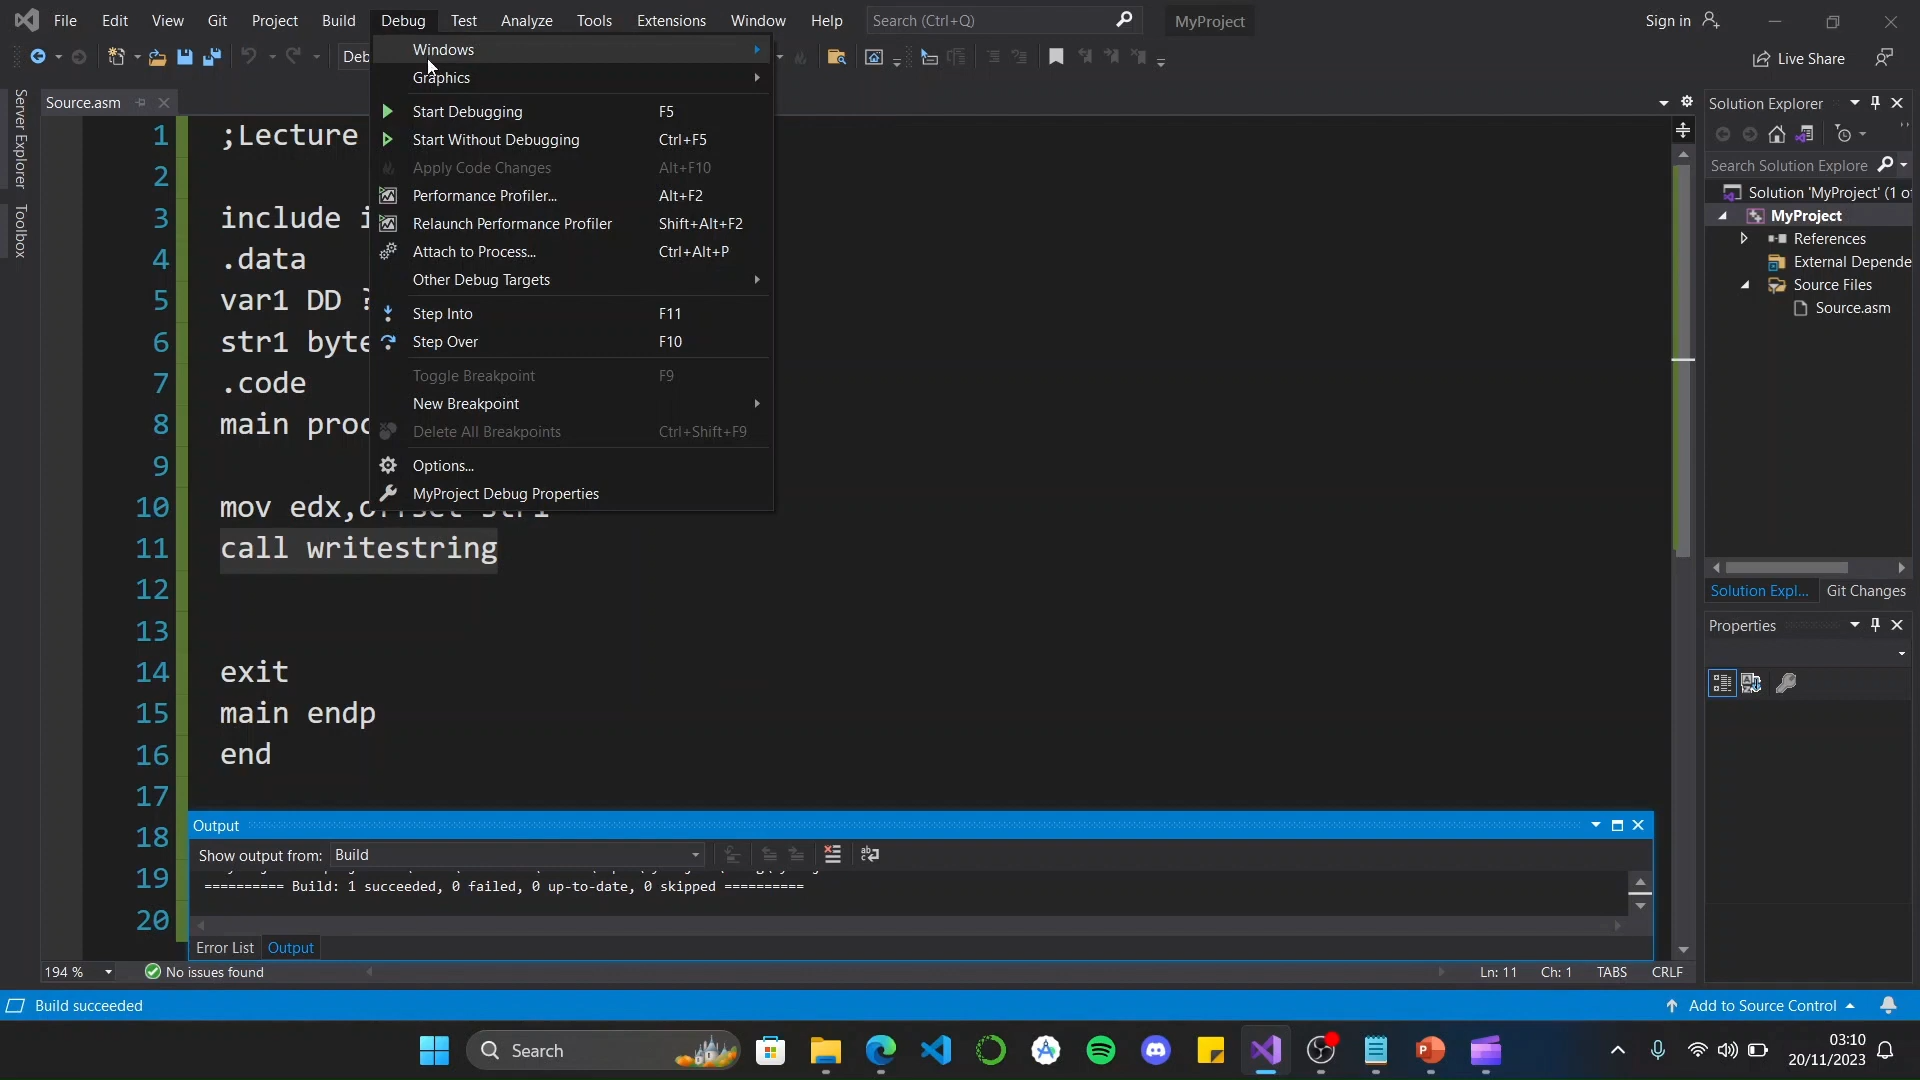 File Edit View Git Project Build Debug Test Analyze Tools Extensions Window Help Search (Ctrl+Q) MyProject Sign in
Live Share
Server Explorer
Toolbox
Source.asm
Windows
Graphics
Start Debugging F5
Start Without Debugging Ctrl+F5
Apply Code Changes Alt+F10
Performance Profiler... Alt+F2
Relaunch Performance Profiler Shift+Alt+F2
Attach to Process... Ctrl+Alt+P
Other Debug Targets
Step Into F11
Step Over F10
Toggle Breakpoint F9
New Breakpoint
Delete All Breakpoints Ctrl+Shift+F9
Options...
MyProject Debug Properties
1 ;Lecture
2
3 include i
4 .data
5 var1 DD ?
6 str1 byte
7 .code
8 main proc
9
10 mov edx,offset str1
11 call writestring
12
13
14 exit
15 main endp
16 end
17
18
19
20
Output
Show output from: Build
========== Build: 1 succeeded, 0 failed, 0 up-to-date, 0 skipped ==========
Error List Output
194 % No issues found Ln: 11 Ch: 1 TABS CRLF
Solution Explorer
Search Solution Explore
Solution 'MyProject' (1 of
MyProject
References
External Depende
Source Files
Source.asm
Solution Expl... Git Changes
Properties
Build succeeded Add to Source Control
Search
03:10
20/11/2023